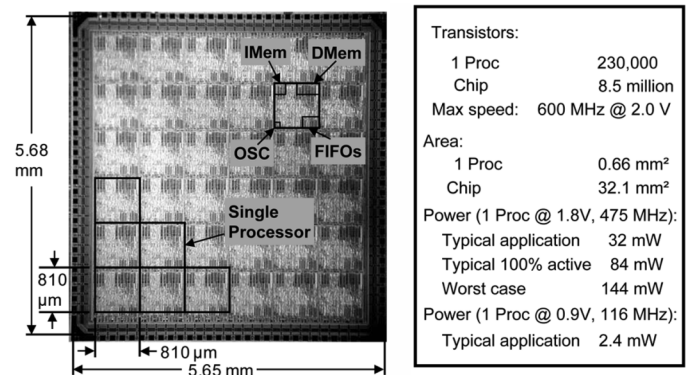 IMem
DMem
OSC
FIFOs
5.68
mm
Single
Processor
810
µm
810 µm
5.65 mm
Transistors:
1 Proc 230,000
Chip 8.5 million
Max speed: 600 MHz @ 2.0 V
Area:
1 Proc 0.66 mm²
Chip 32.1 mm²
Power (1 Proc @ 1.8V, 475 MHz):
Typical application 32 mW
Typical 100% active 84 mW
Worst case 144 mW
Power (1 Proc @ 0.9V, 116 MHz):
Typical application 2.4 mW